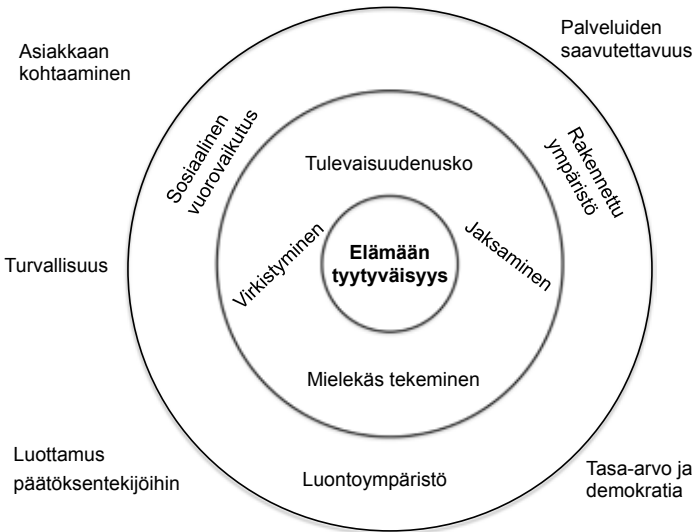 Asiakkaan
kohtaaminen
Palveluiden
saavutettavuus
Sosiaalinen
vuorovaikutus
Rakennettu
ympäristö
Tulevaisuudenusko
Virkistyminen
Elämään
tyytyväisyys
Jaksaminen
Turvallisuus
Mielekäs tekeminen
Luottamus
päätöksentekijöihin
Luontoympäristö
Tasa-arvo ja
demokratia